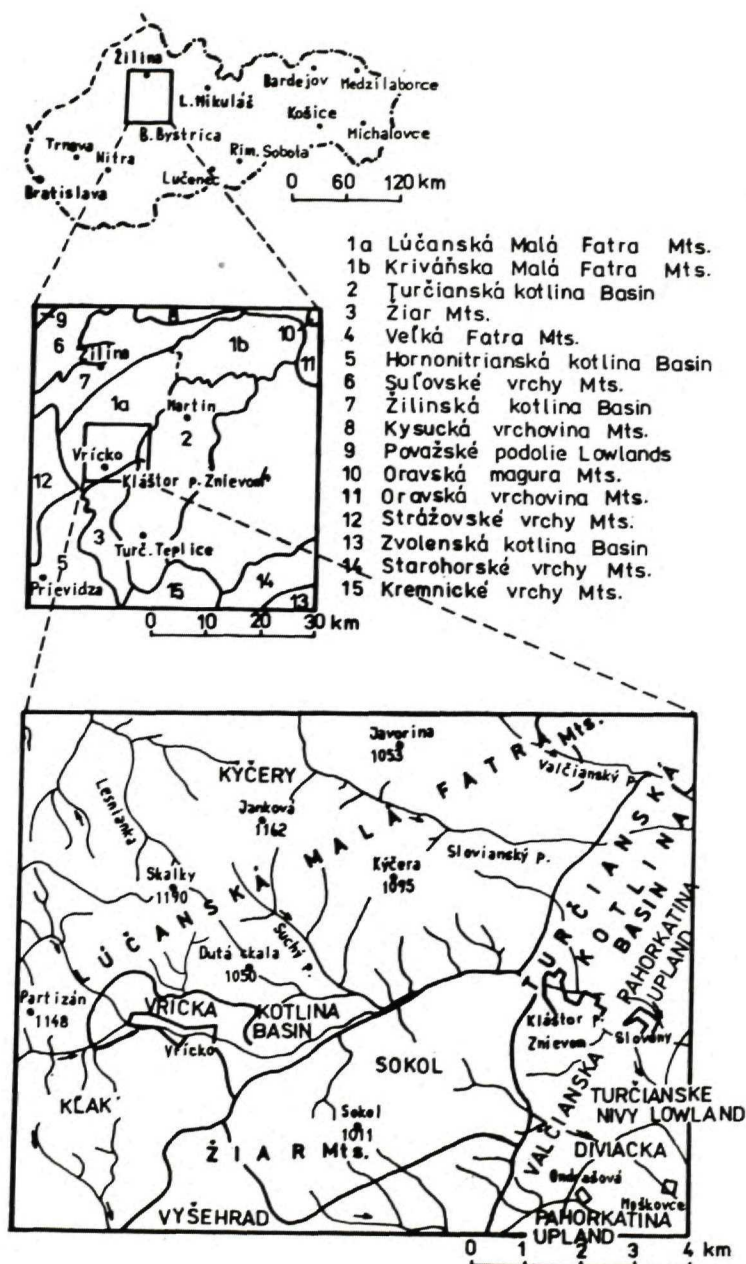 Žilina
Bardejov
Medzilaborce
L. Mikuláš
Košice
Michalovce
B. Bystrica
Trnava
Nitra
Rim. Sobota
Lučenec
Bratislava
0 60 120 km
1a Lúčanská Malá Fatra Mts.
1b Kriváňska Malá Fatra Mts.
2 Turčianská kotlina Basin
3 Žiar Mts.
4 Veľká Fatra Mts.
5 Hornonitrianská kotlina Basin
6 Suľovské vrchy Mts.
7 Žilinská kotlina Basin
8 Kysucká vrchovina Mts.
9 Považské podolie Lowlands
10 Oravská magura Mts.
11 Oravská vrchovina Mts.
12 Strážovské vrchy Mts.
13 Zvolenská kotlina Basin
14 Starohorské vrchy Mts.
15 Kremnické vrchy Mts.
9
8
10
6
1b
Žilina
11
7
?
1a
Martin
2
Vrícko
12
Kláštor p. Znievom
4
3
Turč. Teplice
5
Prievidza
15
14
13
0 10 20 30 km
Javorina
1053
Valčianský p.
KÝČERY
Lesnianka
Janková
1162
Slovianský p.
Kýčera
1095
Skalky
1190
ÚČANSKÁ MALÁ FATRA Mts.
Suchý p.
Dutá skala
1050
TURČIANSKÁ KOTLINA
BASIN
PAHORKATINA
UPLAND
Partizán
1148
VRÍCKA
KOTLINA
BASIN
Vrícko
Kláštor p.
Znievom
Slovany
SOKOL
KĽAK
VALČIANSKA
TURČIANSKE
NIVY LOWLAND
Sokol
1011
DIVIACKA
ŽIAR Mts.
Ondrašová
Moškovce
VYŠEHRAD
PAHORKATINA
UPLAND
0 1 2 3 4 km